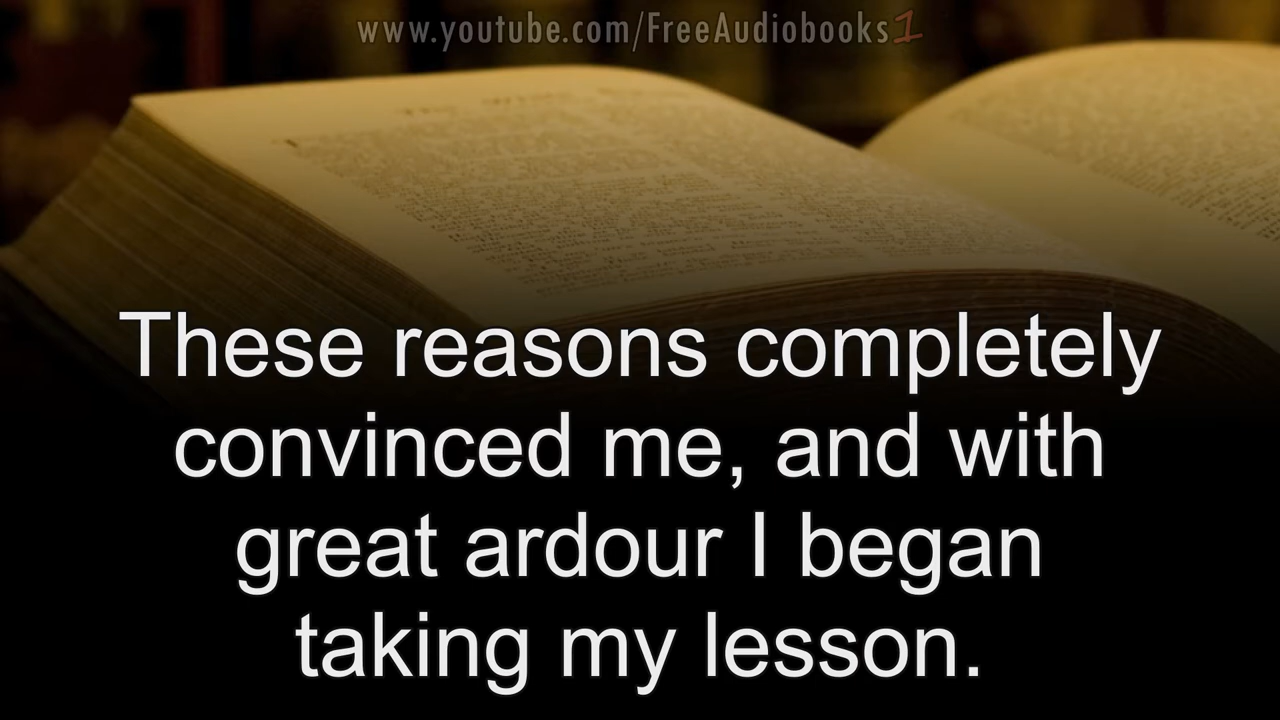 www.youtube.com/FreeAudiobooks1
These reasons completely
convinced me, and with
great ardour I began
taking my lesson.